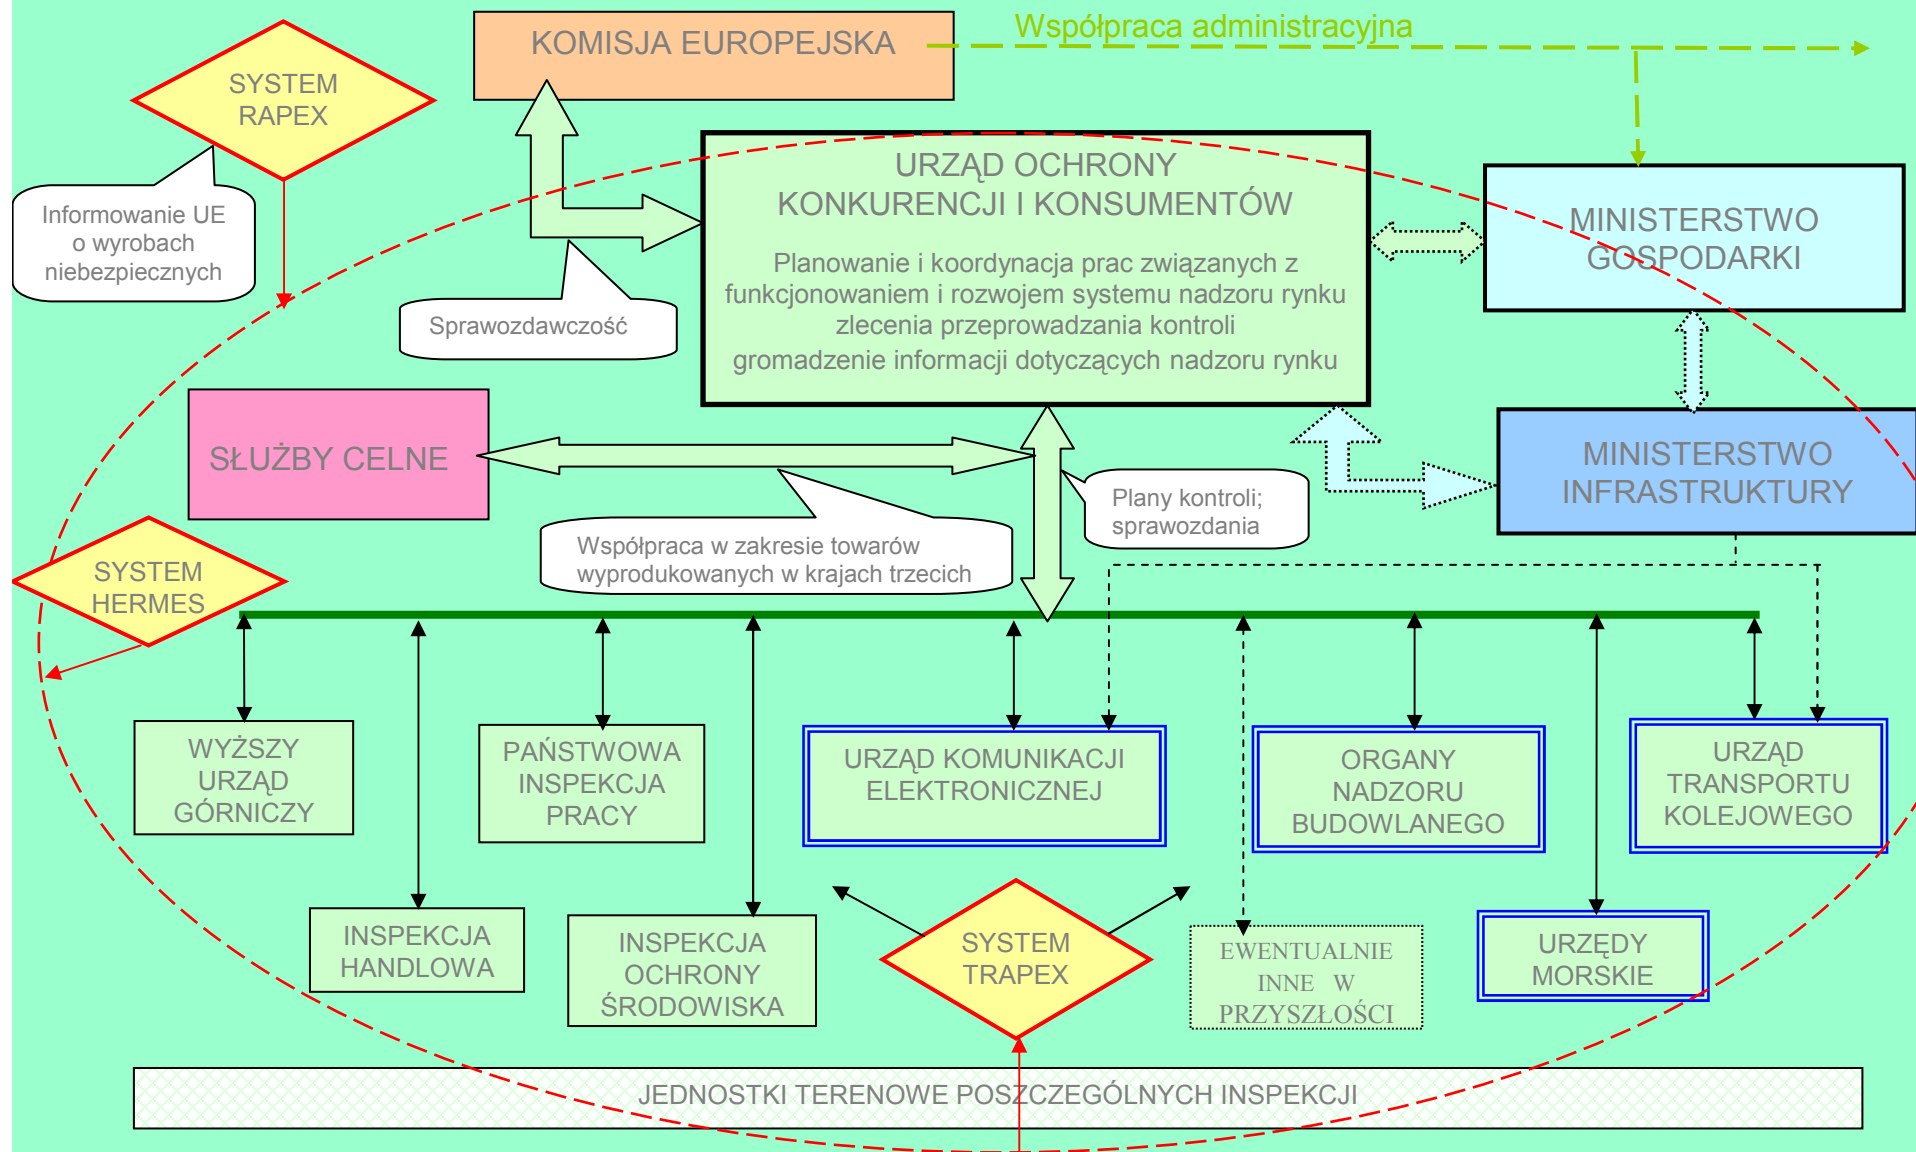 KOMISJA EUROPEJSKA
Współpraca administracyjna
SYSTEM
RAPEX
Informowanie UE
o wyrobach
niebezpiecznych
URZĄD OCHRONY
KONKURENCJI I KONSUMENTÓW
Planowanie i koordynacja prac związanych z
funkcjonowaniem i rozwojem systemu nadzoru rynku
zlecenia przeprowadzania kontroli
gromadzenie informacji dotyczących nadzoru rynku
MINISTERSTWO
GOSPODARKI
Sprawozdawczość
SŁUŻBY CELNE
MINISTERSTWO
INFRASTRUKTURY
Plany kontroli;
sprawozdania
Współpraca w zakresie towarów
wyprodukowanych w krajach trzecich
SYSTEM
HERMES
WYŻSZY
URZĄD
GÓRNICZY
PAŃSTWOWA
INSPEKCJA
PRACY
URZĄD KOMUNIKACJI
ELEKTRONICZNEJ
ORGANY
NADZORU
BUDOWLANEGO
URZĄD
TRANSPORTU
KOLEJOWEGO
INSPEKCJA
HANDLOWA
INSPEKCJA
OCHRONY
ŚRODOWISKA
SYSTEM
TRAPEX
EWENTUALNIE
INNE W
PRZYSZŁOŚCI
URZĘDY
MORSKIE
JEDNOSTKI TERENOWE POSZCZEGÓLNYCH INSPEKCJI